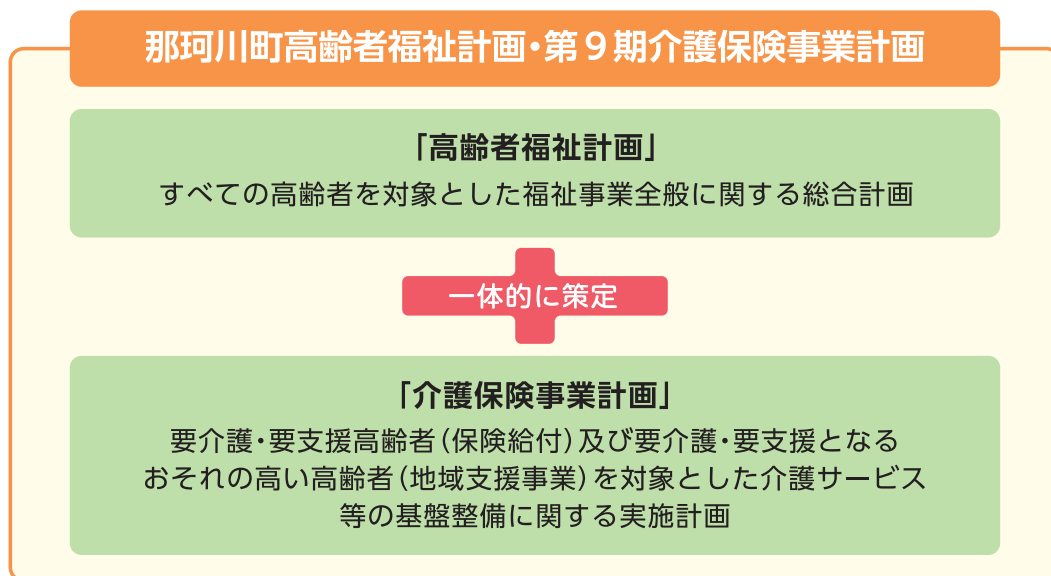 那珂川町高齢者福祉計画・第９期介護保険事業計画
「高齢者福祉計画」
すべての高齢者を対象とした福祉事業全般に関する総合計画
一体的に策定
「介護保険事業計画」
要介護・要支援高齢者（保険給付）及び要介護・要支援となる
おそれの高い高齢者（地域支援事業）を対象とした介護サービス
等の基盤整備に関する実施計画